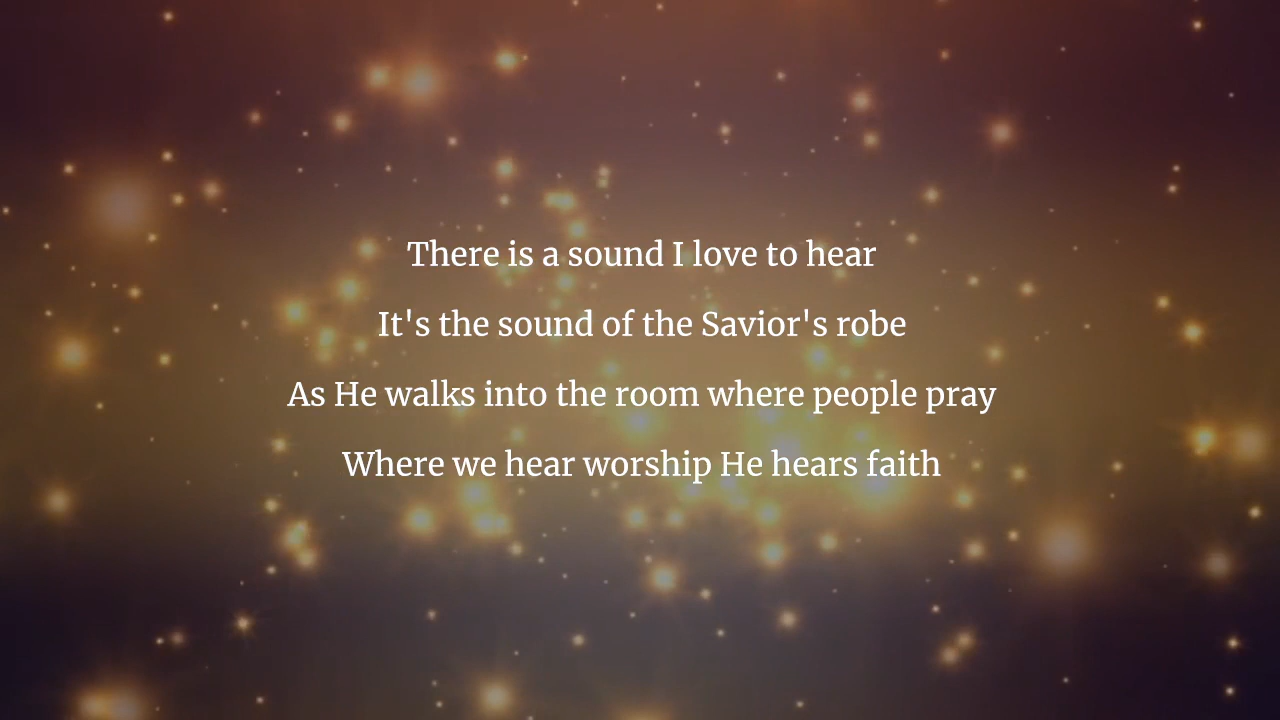 There is a sound I love to hear
It's the sound of the Savior's robe
As He walks into the room where people pray
Where we hear worship He hears faith